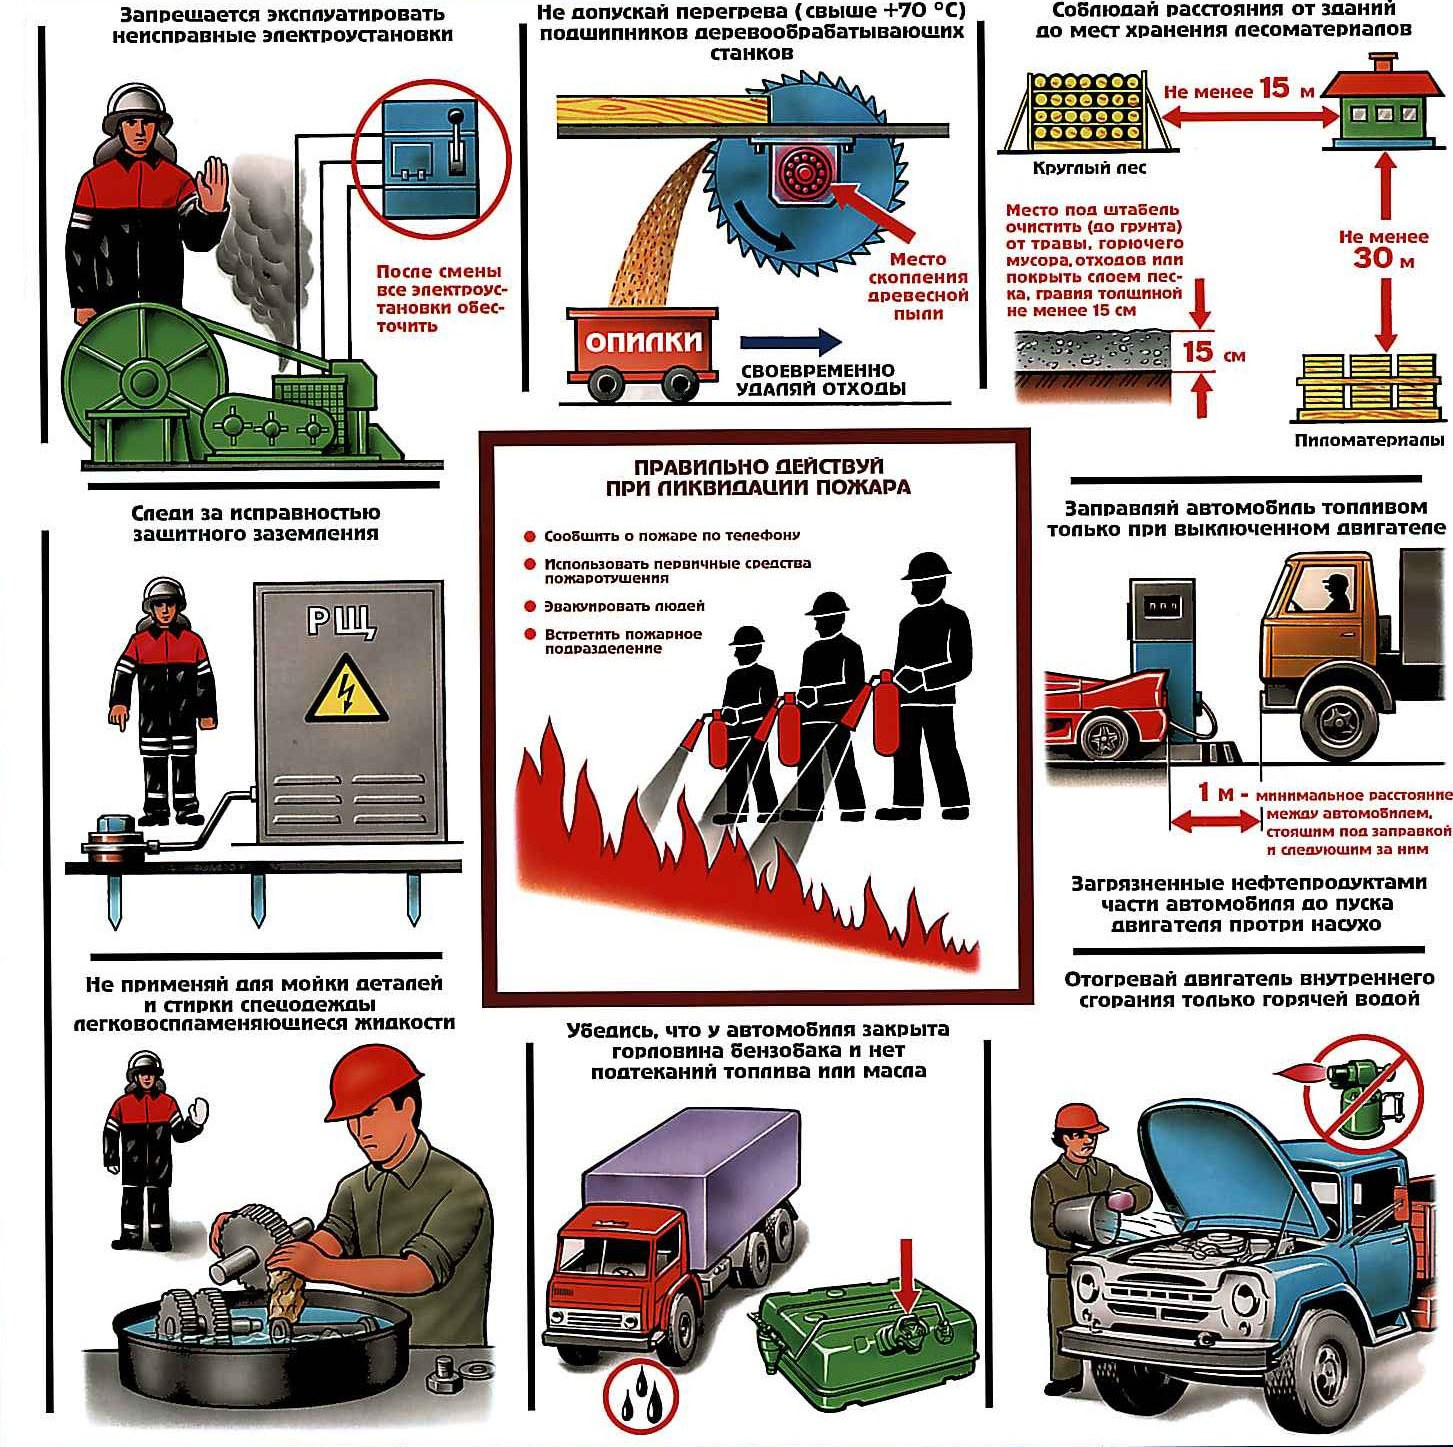 Запрещается эксплуатировать
неисправные электроустановки
После смены
все электроус-
тановки обес-
точить
Не допускай перегрева (свыше +70 °С)
подшипников деревообрабатывающих
станков
Место
скопления
древесной
пыли
ОПИЛКИ
СВОЕВРЕМЕННО
УДАЛЯЙ ОТХОДЫ
Соблюдай расстояния от зданий
до мест хранения лесоматериалов
Не менее 15 м
Круглый лес
Место под штабель
очистить (до грунта)
от травы, горючего
мусора, отходов или
покрыть слоем пес-
ка, гравия толщиной
не менее 15 см
15 см
Не менее
30 м
Пиломатериалы
Следи за исправностью
защитного заземления
РЩ
ПРАВИЛЬНО ДЕЙСТВУЙ
ПРИ ЛИКВИДАЦИИ ПОЖАРА
Сообщить о пожаре по телефону
Использовать первичные средства
пожаротушения
Эвакуировать людей
Встретить пожарное
подразделение
Заправляй автомобиль топливом
только при выключенном двигателе
1 м - минимальное расстояние
между автомобилем,
стоящим под заправкой
и следующим за ним
Загрязненные нефтепродуктами
части автомобиля до пуска
двигателя протри насухо
Не применяй для мойки деталей
и стирки спецодежды
легковоспламеняющиеся жидкости
Убедись, что у автомобиля закрыта
горловина бензобака и нет
подтеканий топлива или масла
Отогревай двигатель внутреннего
сгорания только горячей водой